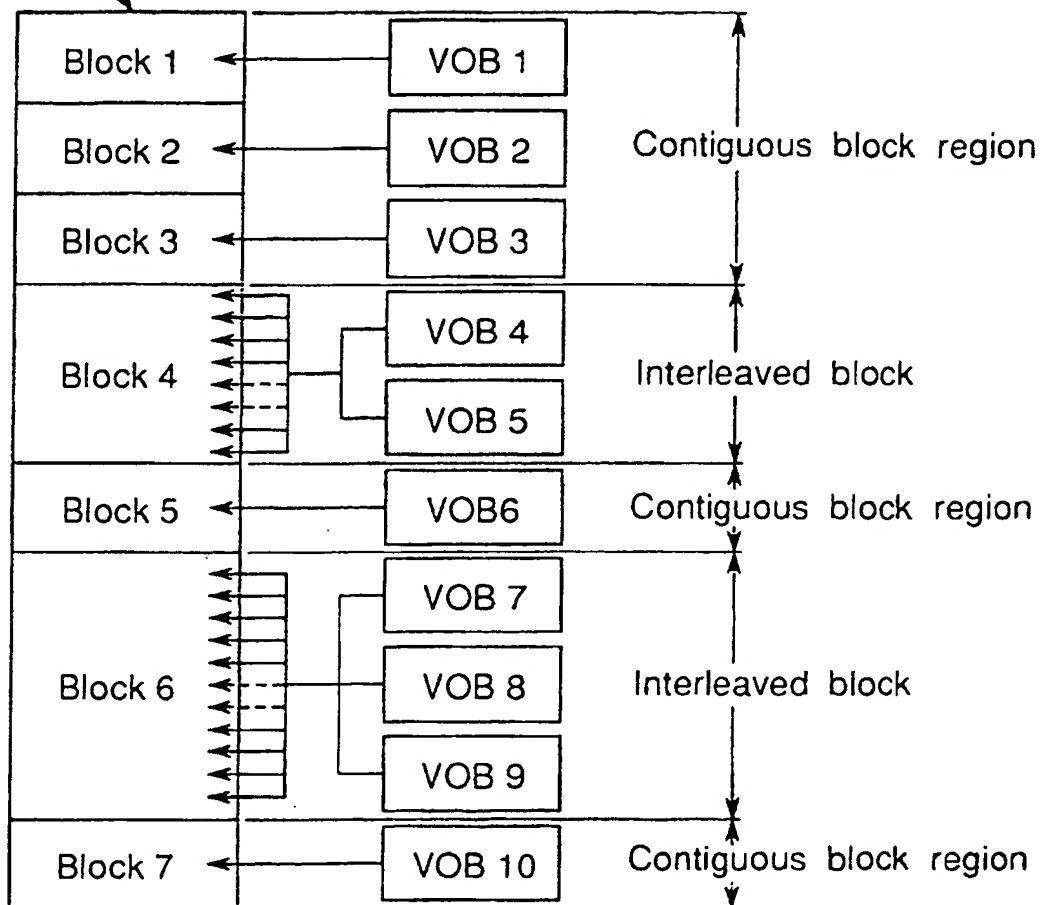 Block 1
VOB 1
Block 2
VOB 2
Contiguous block region
Block 3
VOB 3
VOB 4
Block 4
Interleaved block
VOB 5
Block 5
VOB6
Contiguous block region
VOB 7
Block 6
VOB 8
Interleaved block
VOB 9
Block 7
VOB 10
Contiguous block region